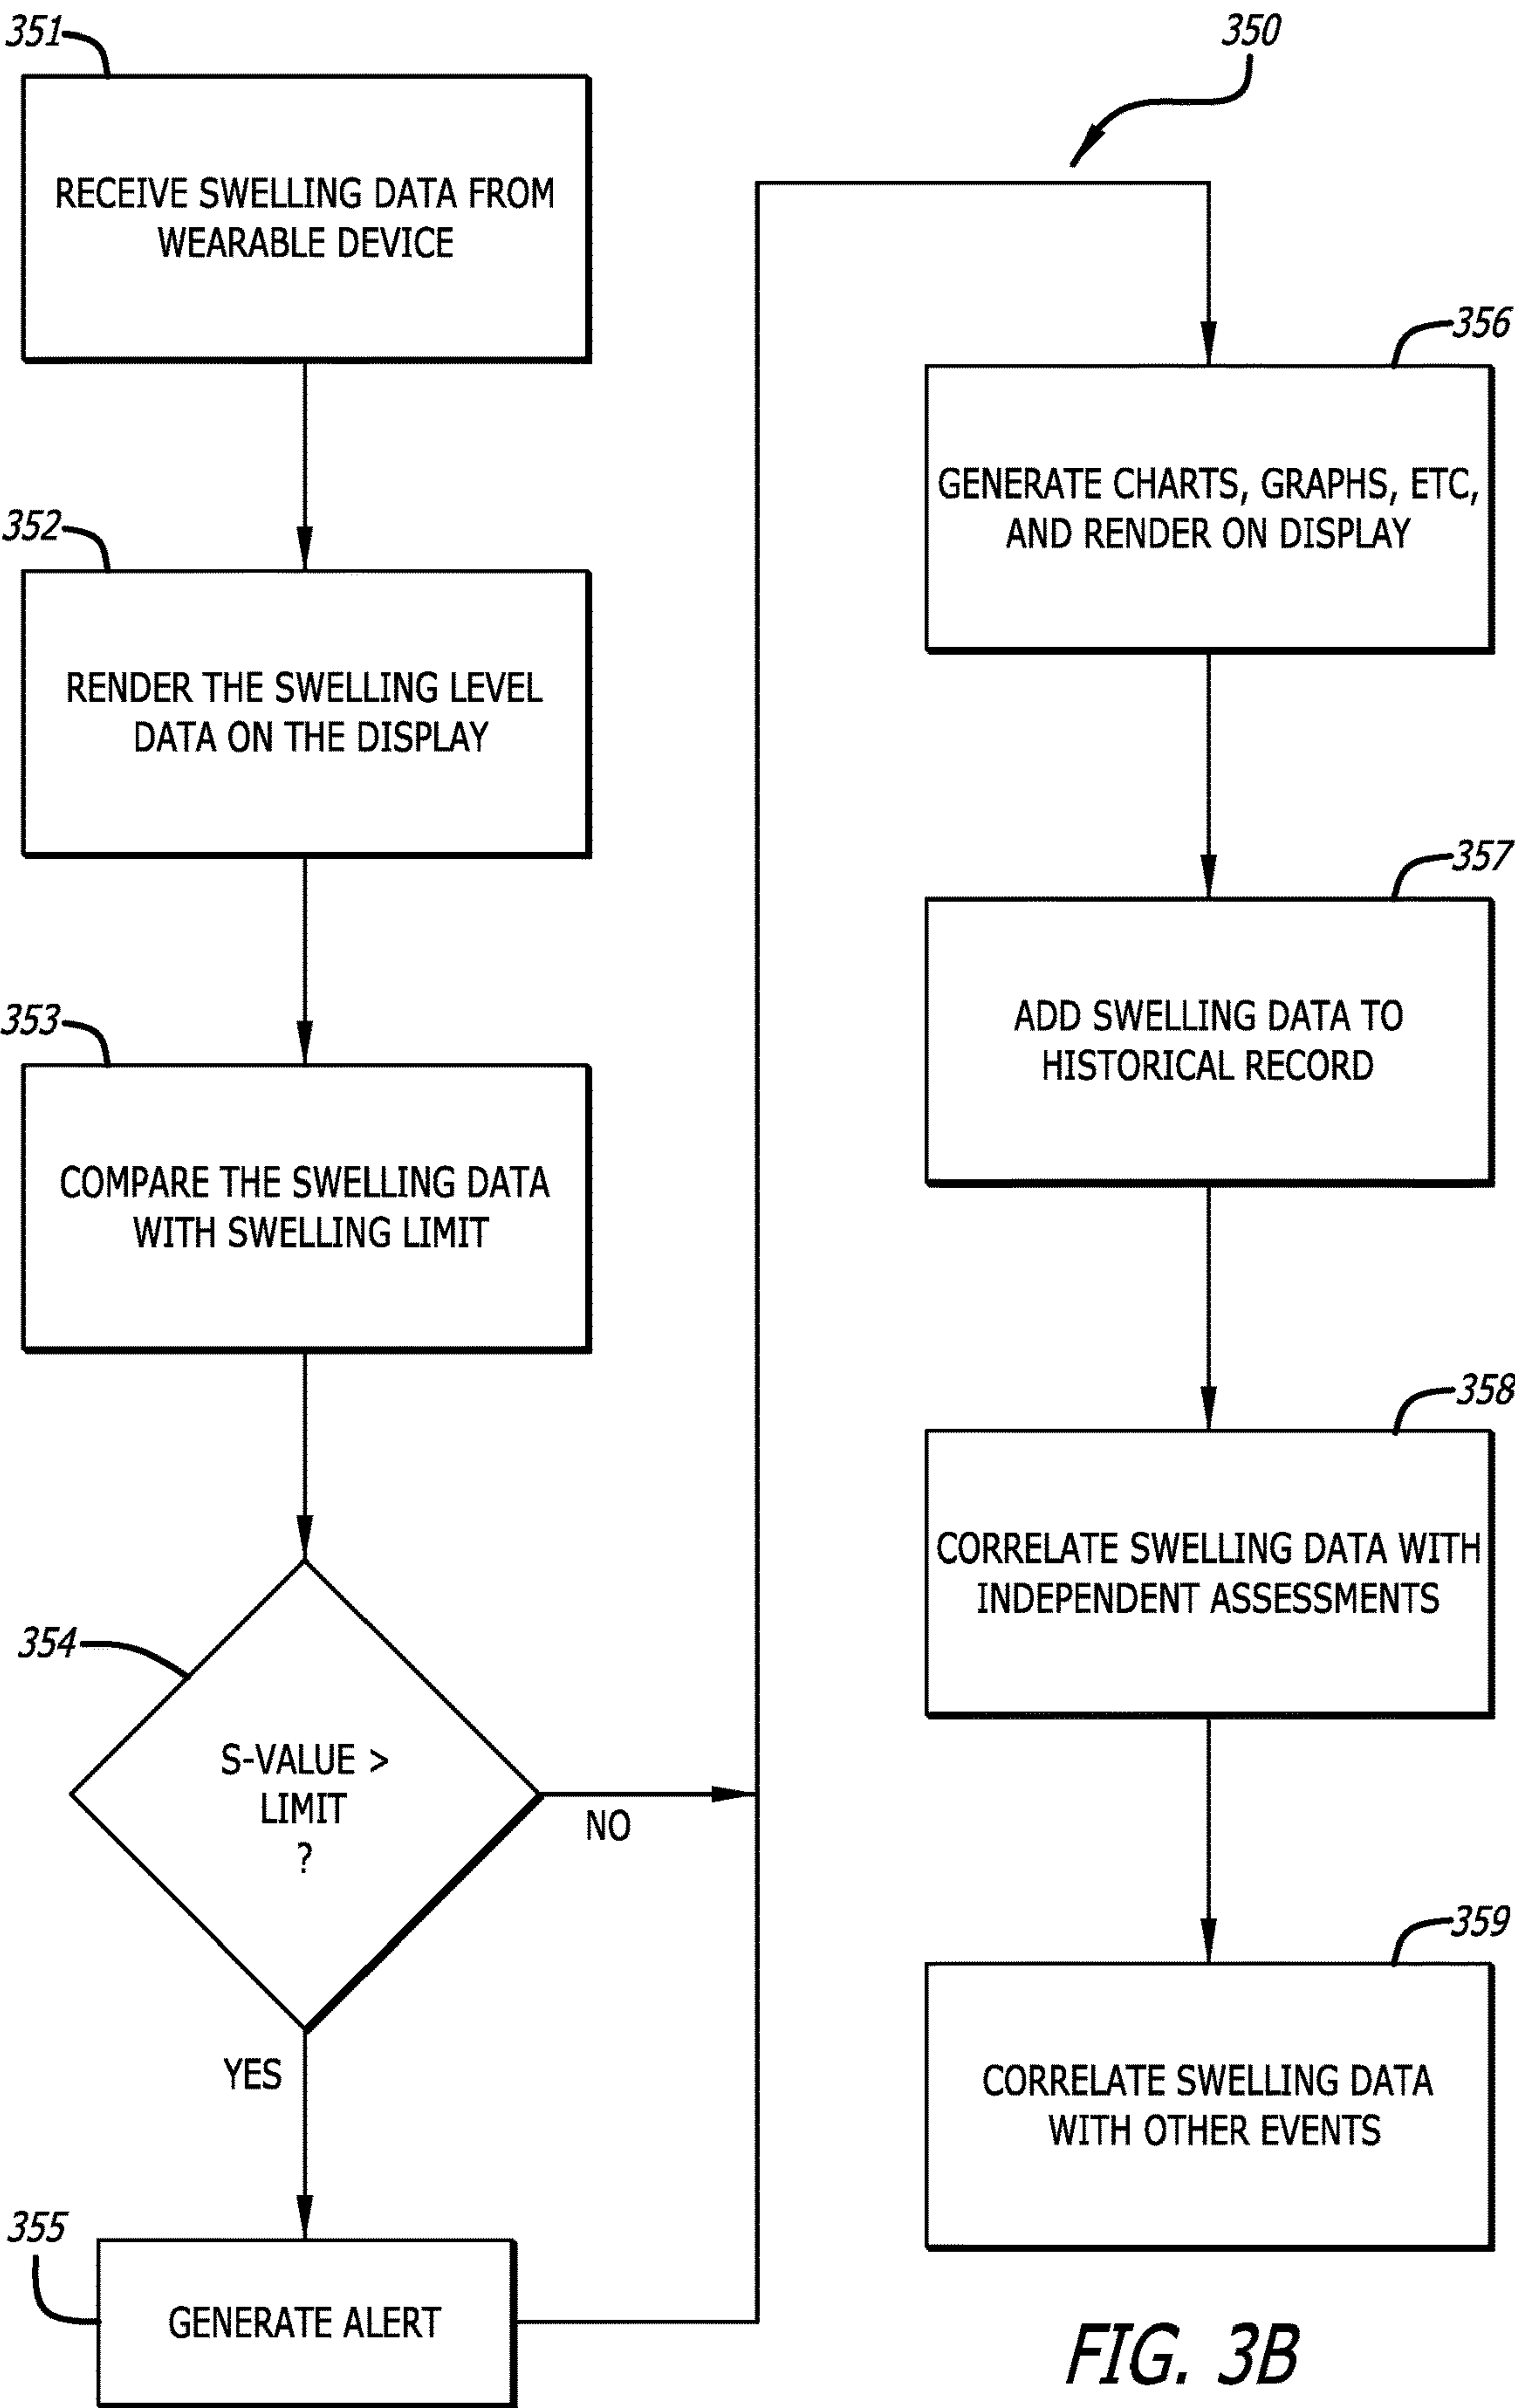 351
RECEIVE SWELLING DATA FROM
WEARABLE DEVICE
352
RENDER THE SWELLING LEVEL
DATA ON THE DISPLAY
353
COMPARE THE SWELLING DATA
WITH SWELLING LIMIT
354
S-VALUE >
LIMIT
?
NO
YES
355
GENERATE ALERT
350
356
GENERATE CHARTS, GRAPHS, ETC,
AND RENDER ON DISPLAY
357
ADD SWELLING DATA TO
HISTORICAL RECORD
358
CORRELATE SWELLING DATA WITH
INDEPENDENT ASSESSMENTS
359
CORRELATE SWELLING DATA
WITH OTHER EVENTS
FIG. 3B